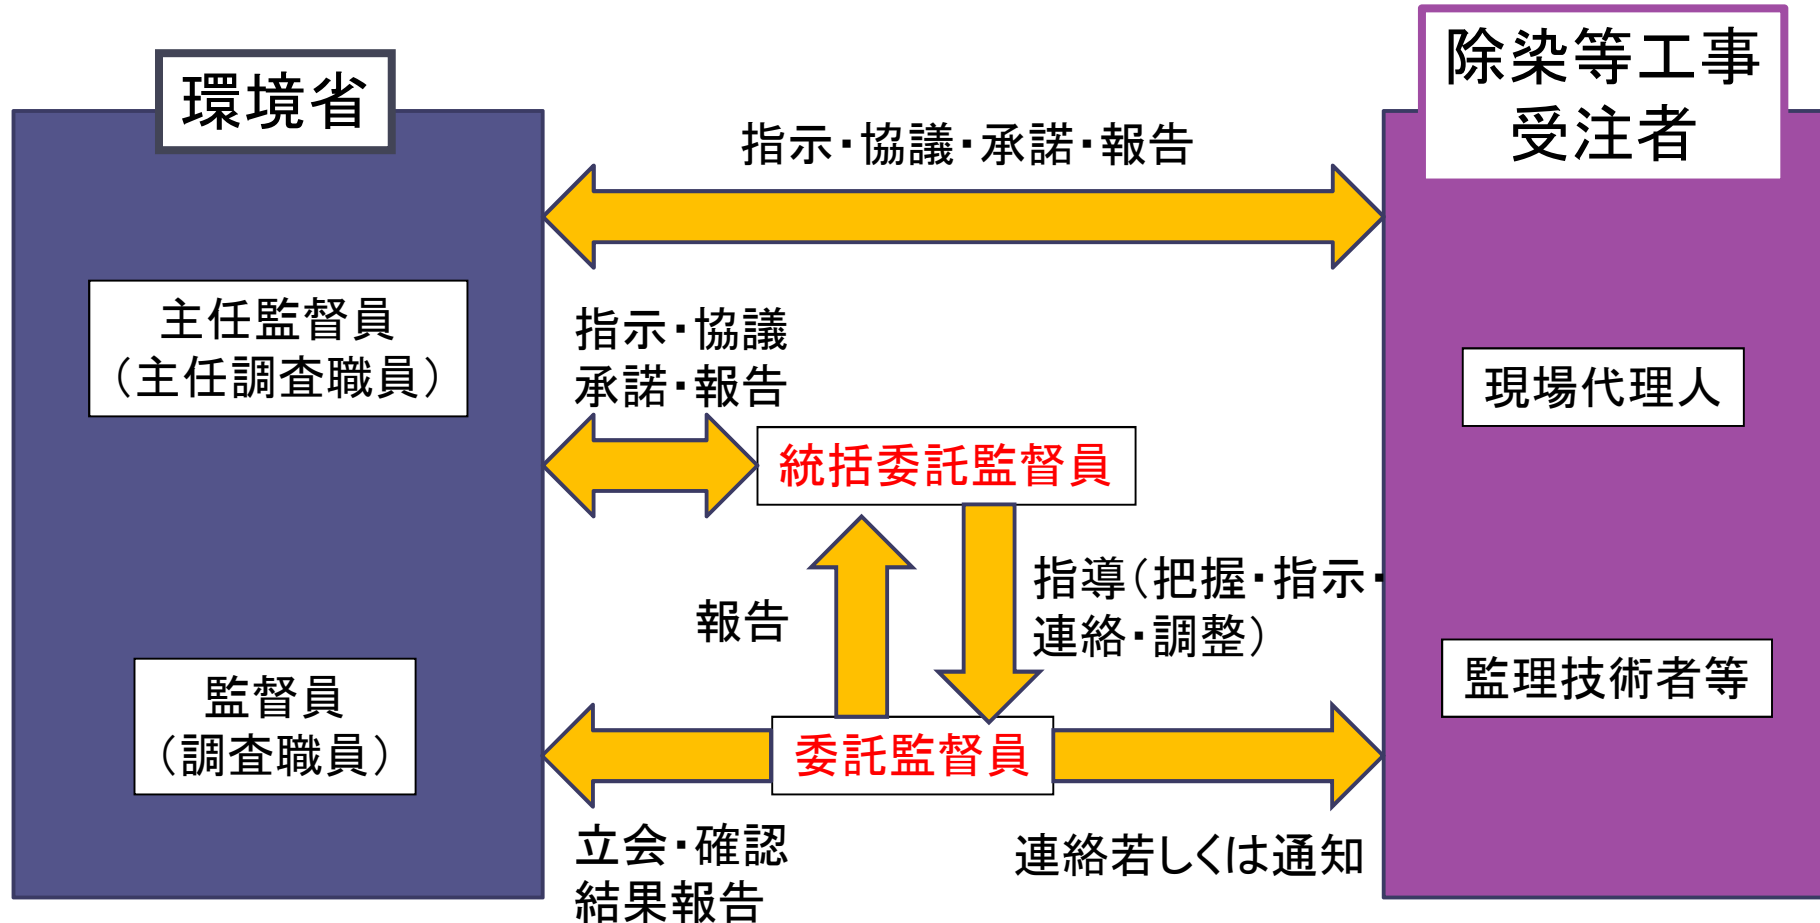 環境省
除染等工事
受注者
指示・協議・承諾・報告
主任監督員
（主任調査職員）
指示・協議
承諾・報告
現場代理人
統括委託監督員
指導（把握・指示・
連絡・調整）
報告
監理技術者等
監督員
（調査職員）
委託監督員
立会・確認
結果報告
連絡若しくは通知